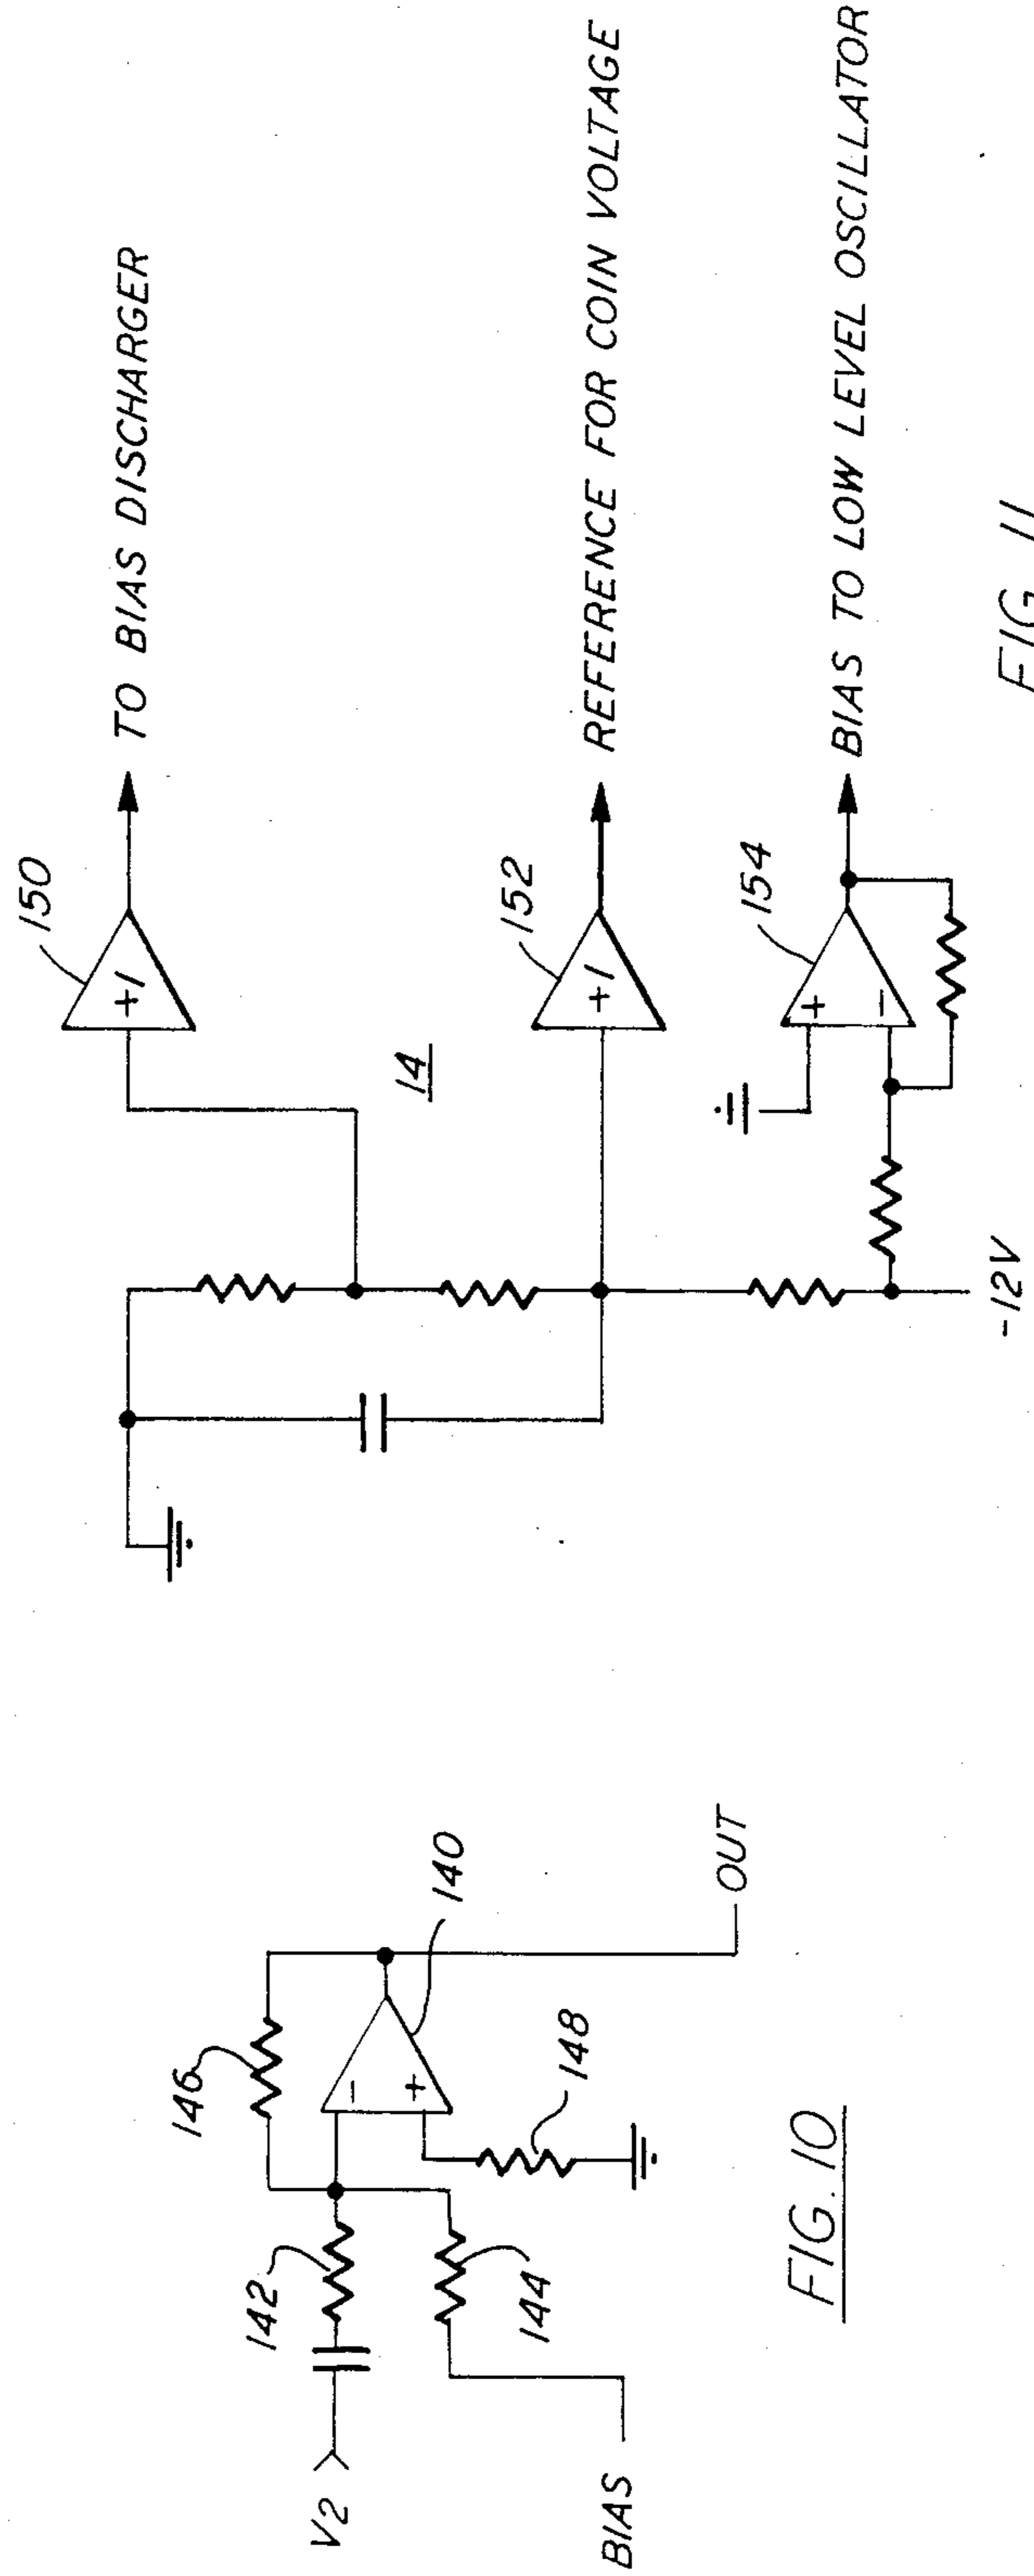 150
+1
TO BIAS DISCHARGER
14
152
+1
REFERENCE FOR COIN VOLTAGE
154
+
-
BIAS TO LOW LEVEL OSCILLATOR
-12V
FIG. 11
146
142
V2
-
+
140
144
148
BIAS
OUT
FIG. 10